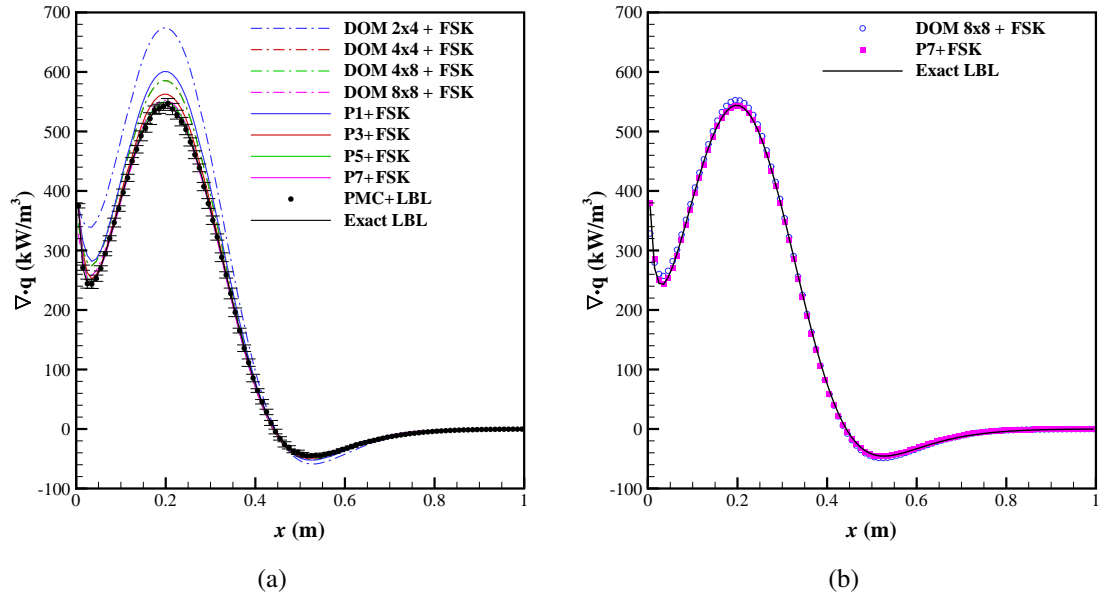 700
600
500
400
300
200
100
0
-100
∇·q (kW/m³)
0
0.2
0.4
0.6
0.8
1
x (m)
DOM 2x4 + FSK
DOM 4x4 + FSK
DOM 4x8 + FSK
DOM 8x8 + FSK
P1+FSK
P3+FSK
P5+FSK
P7+FSK
PMC+LBL
Exact LBL
(a)
700
600
500
400
300
200
100
0
-100
∇·q (kW/m³)
0
0.2
0.4
0.6
0.8
1
x (m)
DOM 8x8 + FSK
P7+FSK
Exact LBL
(b)